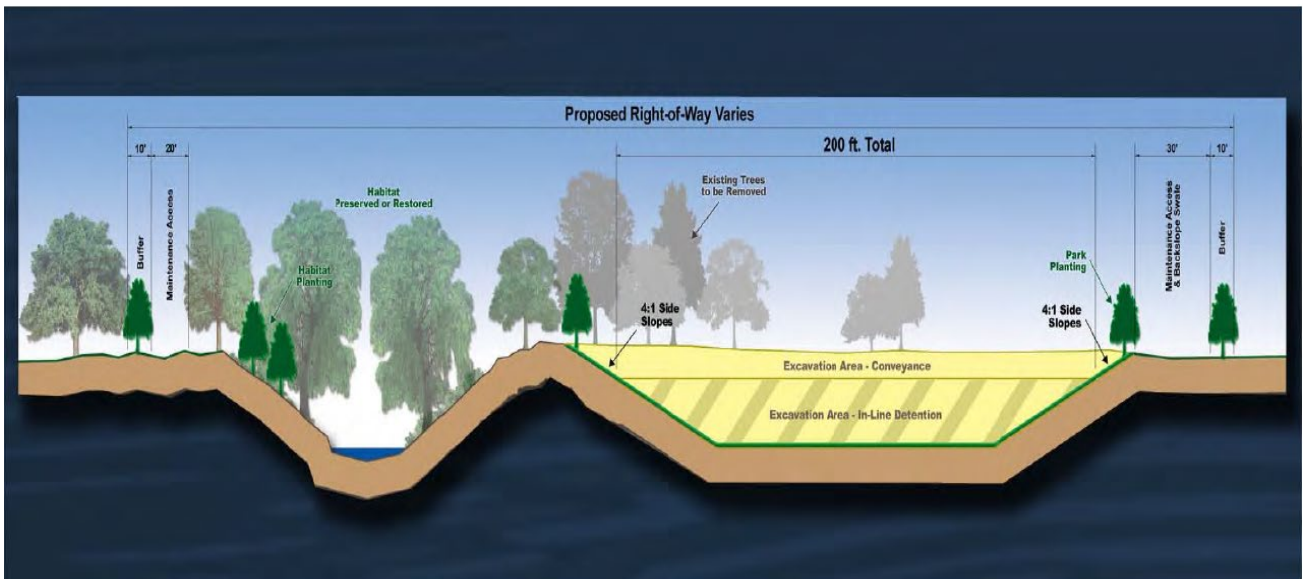 Proposed Right-of-Way Varies
200 ft. Total
10'
20'
30'
10'
Buffer
Maintenance Access
Habitat
Preserved or Restored
Existing Trees
to be Removed
Maintenance Access
& Backslope Swale
Buffer
Habitat
Planting
Park
Planting
4:1 Side
Slopes
4:1 Side
Slopes
Excavation Area - Conveyance
Excavation Area - In-Line Detention